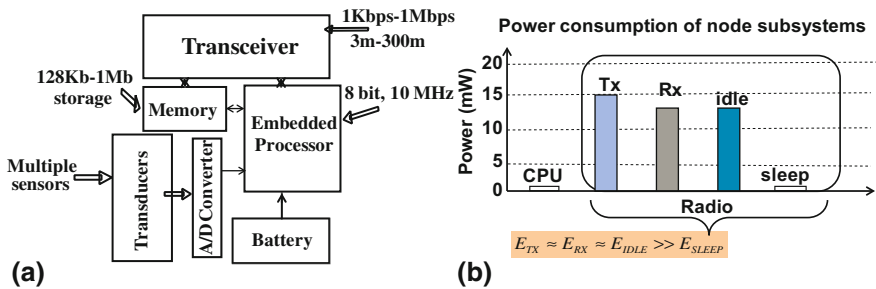 1Kbps-1Mbps
3m-300m
Transceiver
128Kb-1Mb
storage
Memory
8 bit, 10 MHz
Embedded
Processor
Multiple
sensors
Transducers
A/DConverter
Battery
(a)
Power consumption of node subsystems
Power (mW)
20
15
10
5
0
CPU
Tx
Rx
idle
sleep
Radio
E_TX ≈ E_RX ≈ E_IDLE >> E_SLEEP
(b)